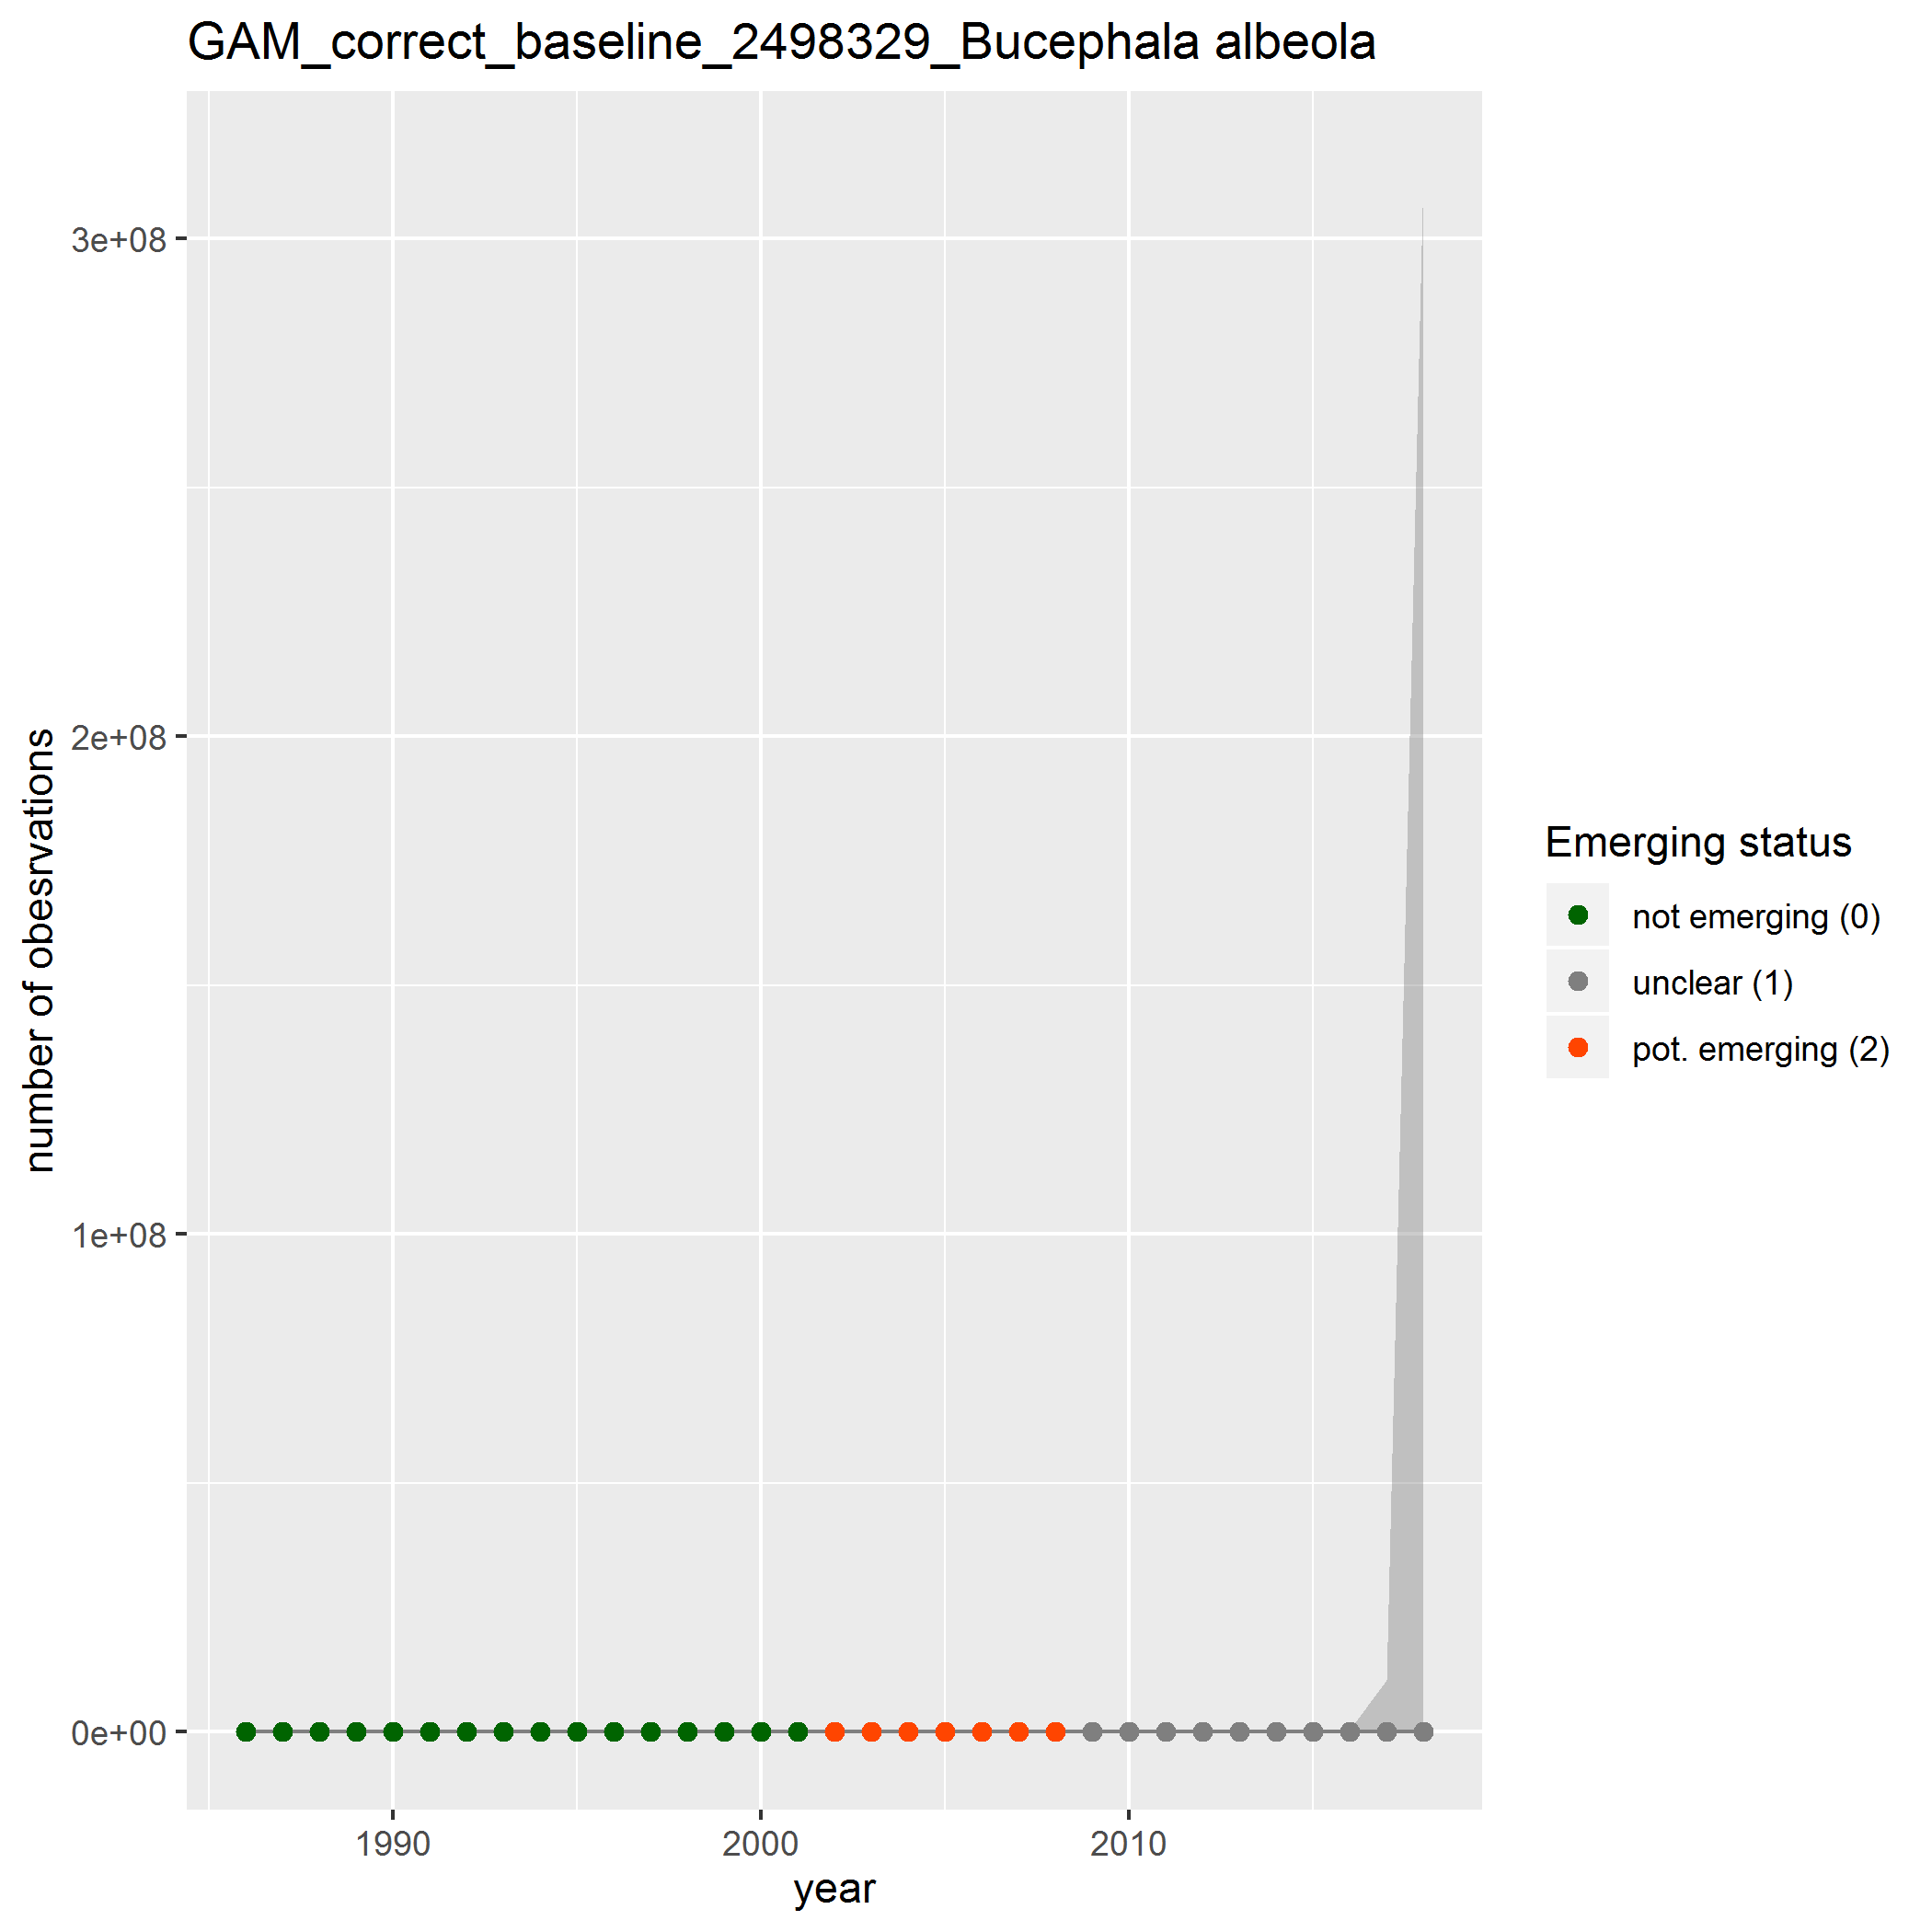 GAM_correct_baseline_2498329_Bucephala albeola
number of obesrvations
3e+08
2e+08
1e+08
0e+00
1990
2000
2010
year
Emerging status
not emerging (0)
unclear (1)
pot. emerging (2)